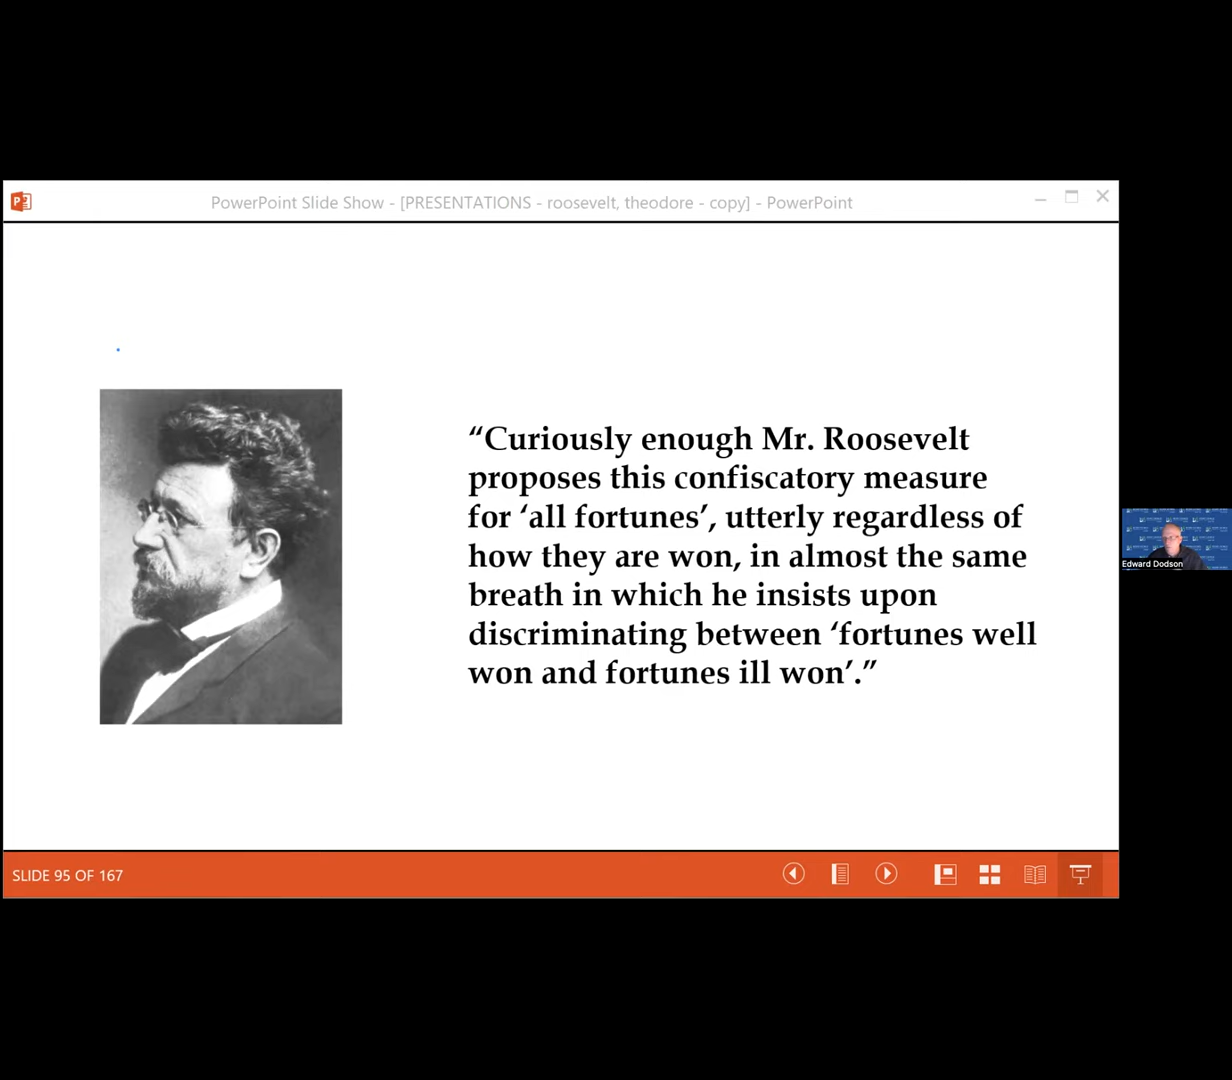 PowerPoint Slide Show - [PRESENTATIONS - roosevelt, theodore - copy] - PowerPoint
“Curiously enough Mr. Roosevelt
proposes this confiscatory measure
for ‘all fortunes’, utterly regardless of
how they are won, in almost the same
breath in which he insists upon
discriminating between ‘fortunes well
won and fortunes ill won’.”
Edward Dodson
SLIDE 95 OF 167